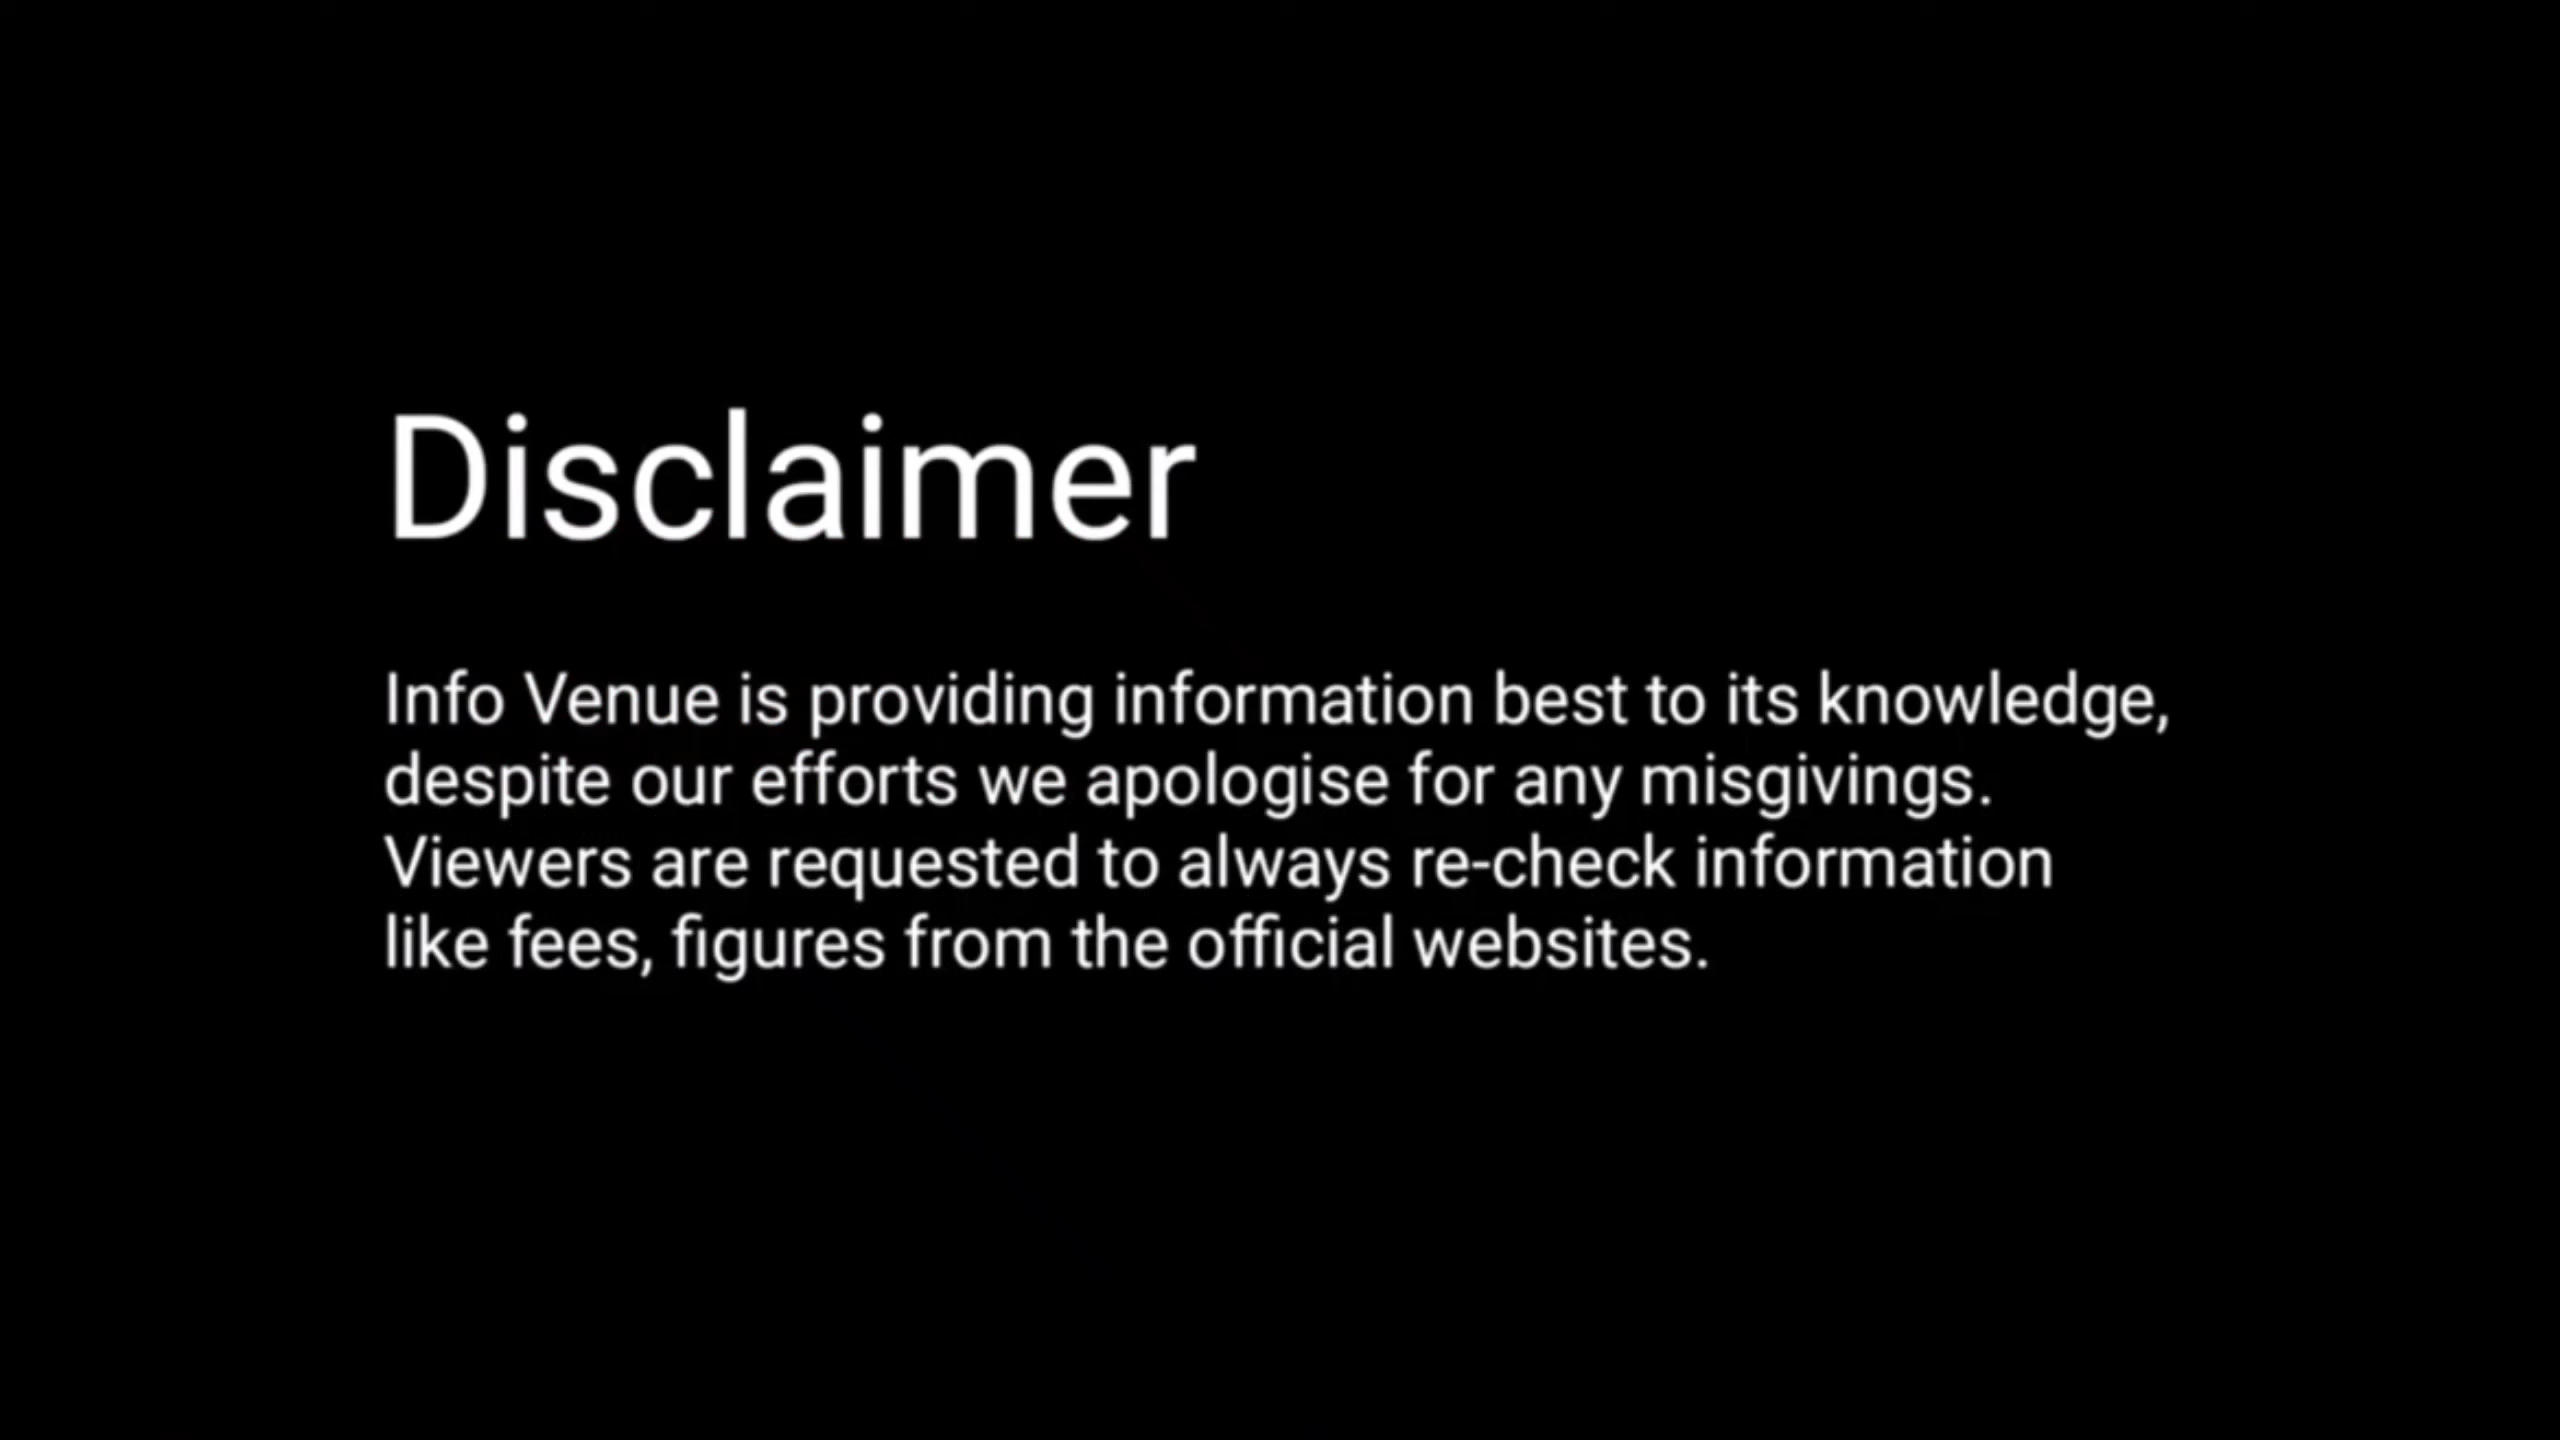 Disclaimer
Info Venue is providing information best to its knowledge,
despite our efforts we apologise for any misgivings.
Viewers are requested to always re-check information
like fees, figures from the official websites.